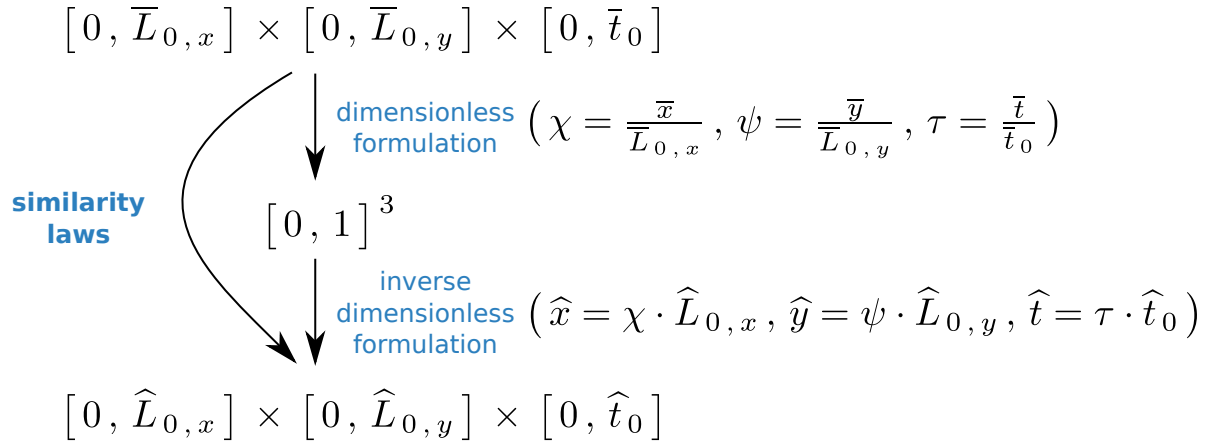 [ 0 , L̅ 0 , x ] × [ 0 , L̅ 0 , y ] × [ 0 , t̅ 0 ]
dimensionless
formulation
( χ = x̅ / L̅ 0 , x , ψ = y̅ / L̅ 0 , y , τ = t̅ / t̅ 0 )
similarity
laws
[ 0 , 1 ] 3
inverse
dimensionless
formulation
( x̂ = χ · L̂ 0 , x , ŷ = ψ · L̂ 0 , y , t̂ = τ · t̂ 0 )
[ 0 , L̂ 0 , x ] × [ 0 , L̂ 0 , y ] × [ 0 , t̂ 0 ]